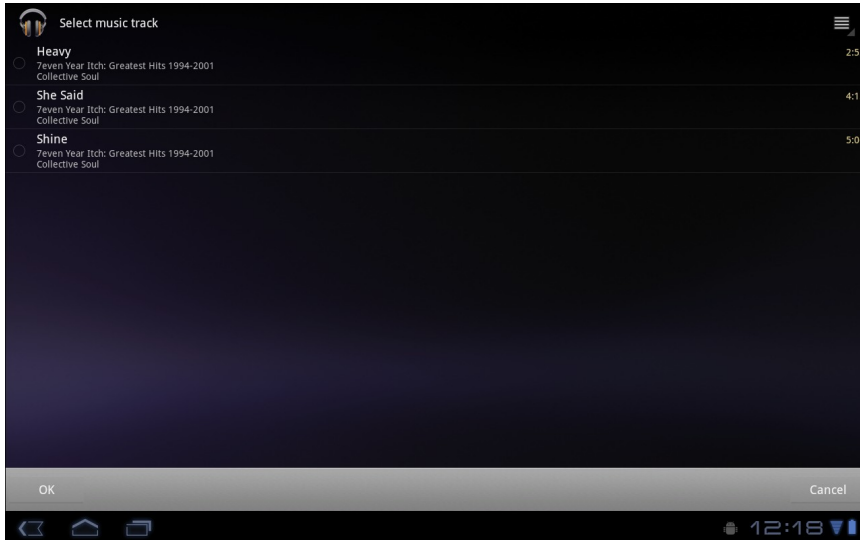 Select music track
Heavy
2:5
7even Year Itch: Greatest Hits 1994-2001
Collective Soul
She Said
4:1
7even Year Itch: Greatest Hits 1994-2001
Collective Soul
Shine
5:0
7even Year Itch: Greatest Hits 1994-2001
Collective Soul
OK
Cancel
12:18